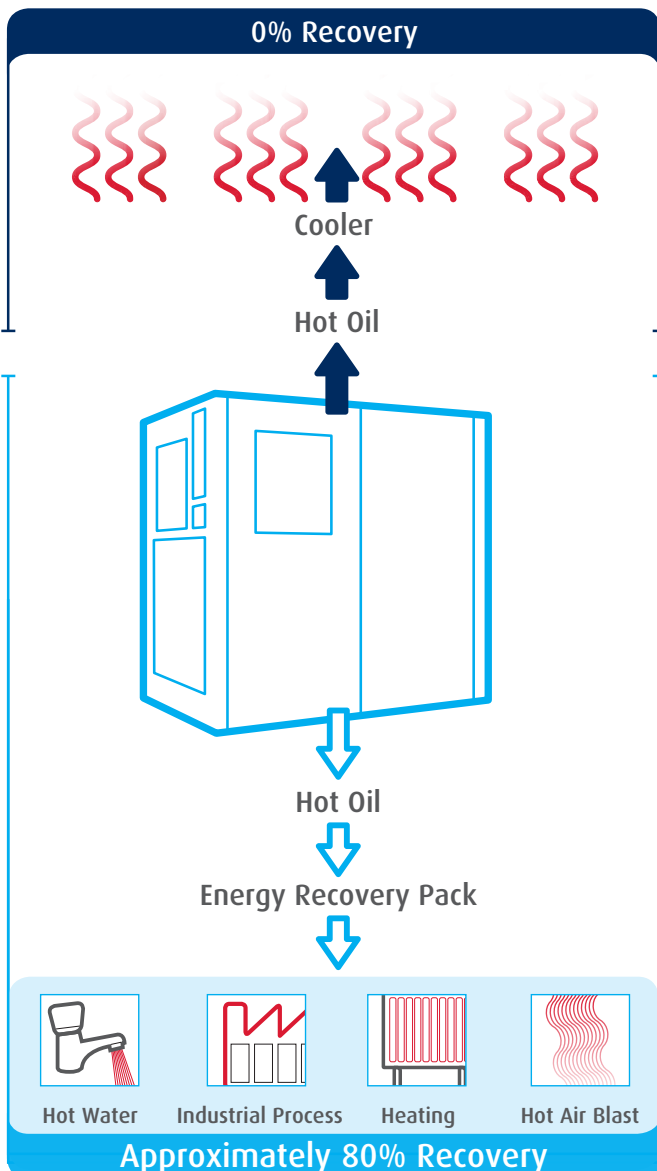 0% Recovery
Cooler
Hot Oil
Hot Oil
Energy Recovery Pack
Hot Water
Industrial Process
Heating
Hot Air Blast
Approximately 80% Recovery